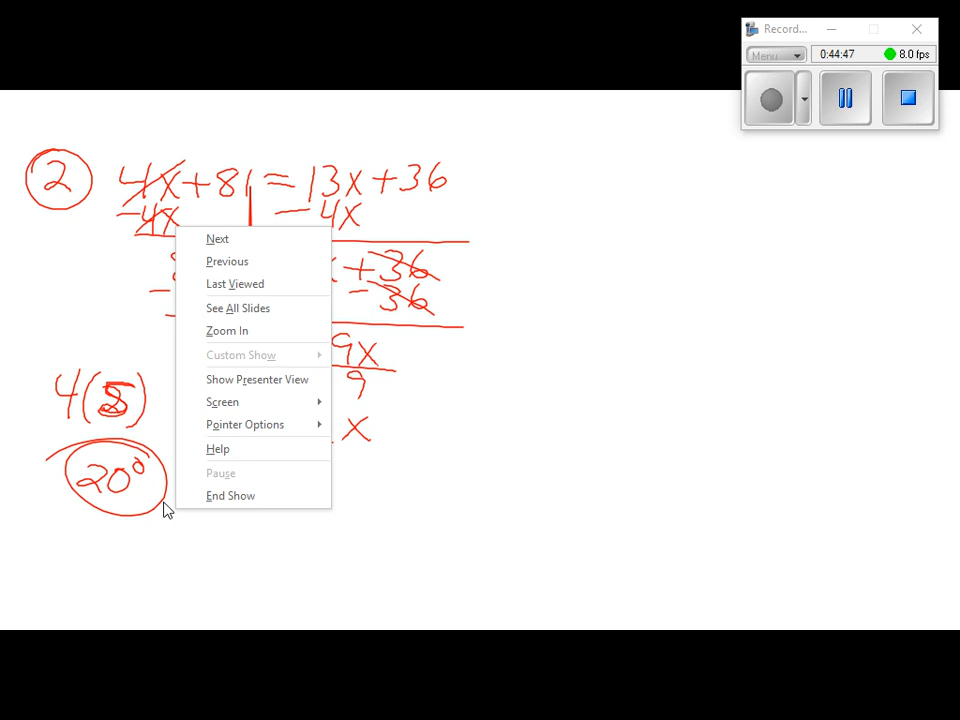 Record...
Menu 0:44:47 8.0 fps
2 4x+81=13x+36
-4x -4x
x+36
- - 36
9x
9
4(5) x
20°
Next
Previous
Last Viewed
See All Slides
Zoom In
Custom Show
Show Presenter View
Screen
Pointer Options
Help
Pause
End Show